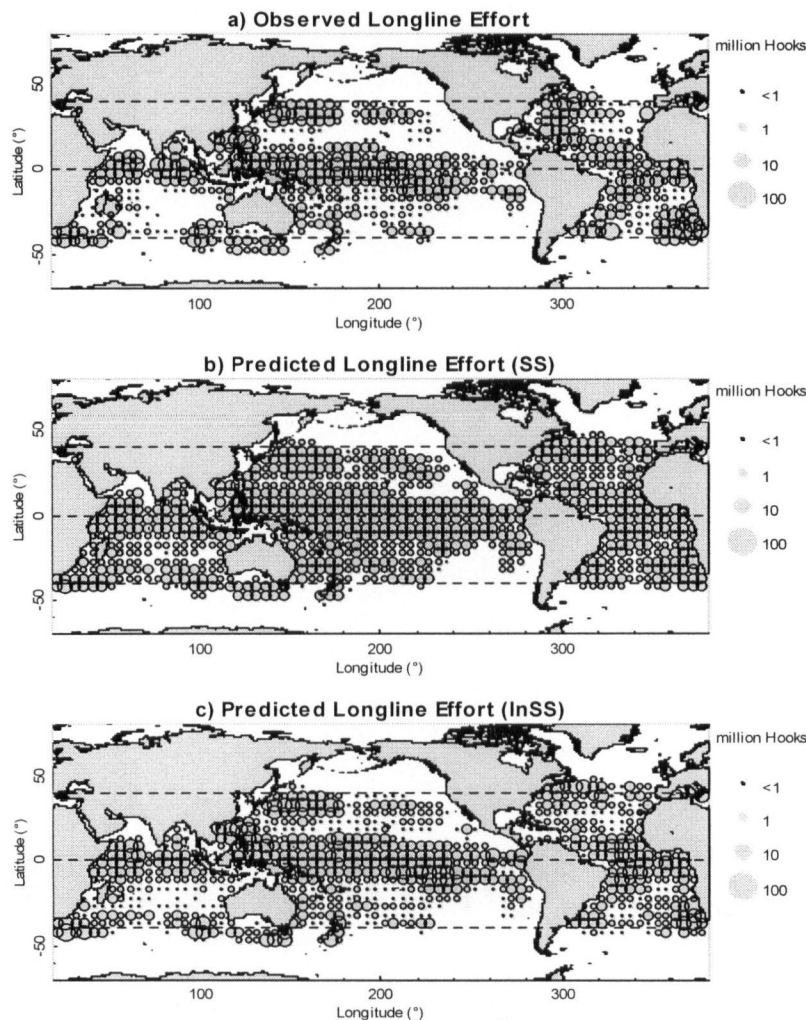 a) Observed Longline Effort
million Hooks
<1
1
10
100
50
0
-50
Latitude (°)
100
200
300
Longitude (°)
b) Predicted Longline Effort (SS)
million Hooks
<1
1
10
100
50
0
-50
Latitude (°)
100
200
300
Longitude (°)
c) Predicted Longline Effort (lnSS)
million Hooks
<1
1
10
100
50
0
-50
Latitude (°)
100
200
300
Longitude (°)